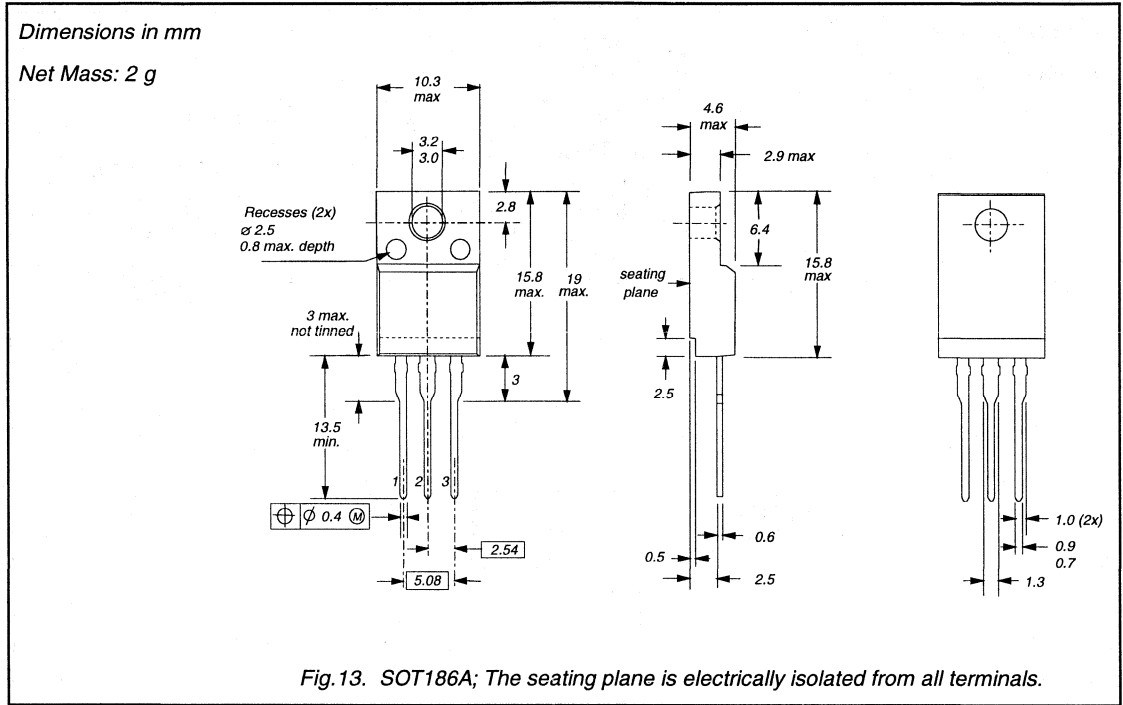 Dimensions in mm
Net Mass: 2 g
10.3
max
3.2
3.0
2.8
Recesses (2x)
ø 2.5
0.8 max. depth
15.8
max.
19
max.
3 max.
not tinned
3
13.5
min.
1 2 3
⌖ ϕ 0.4 Ⓜ
2.54
5.08
4.6
max
2.9 max
6.4
15.8
max
seating
plane
2.5
0.6
0.5
2.5
1.0 (2x)
0.9
0.7
1.3
Fig.13. SOT186A; The seating plane is electrically isolated from all terminals.